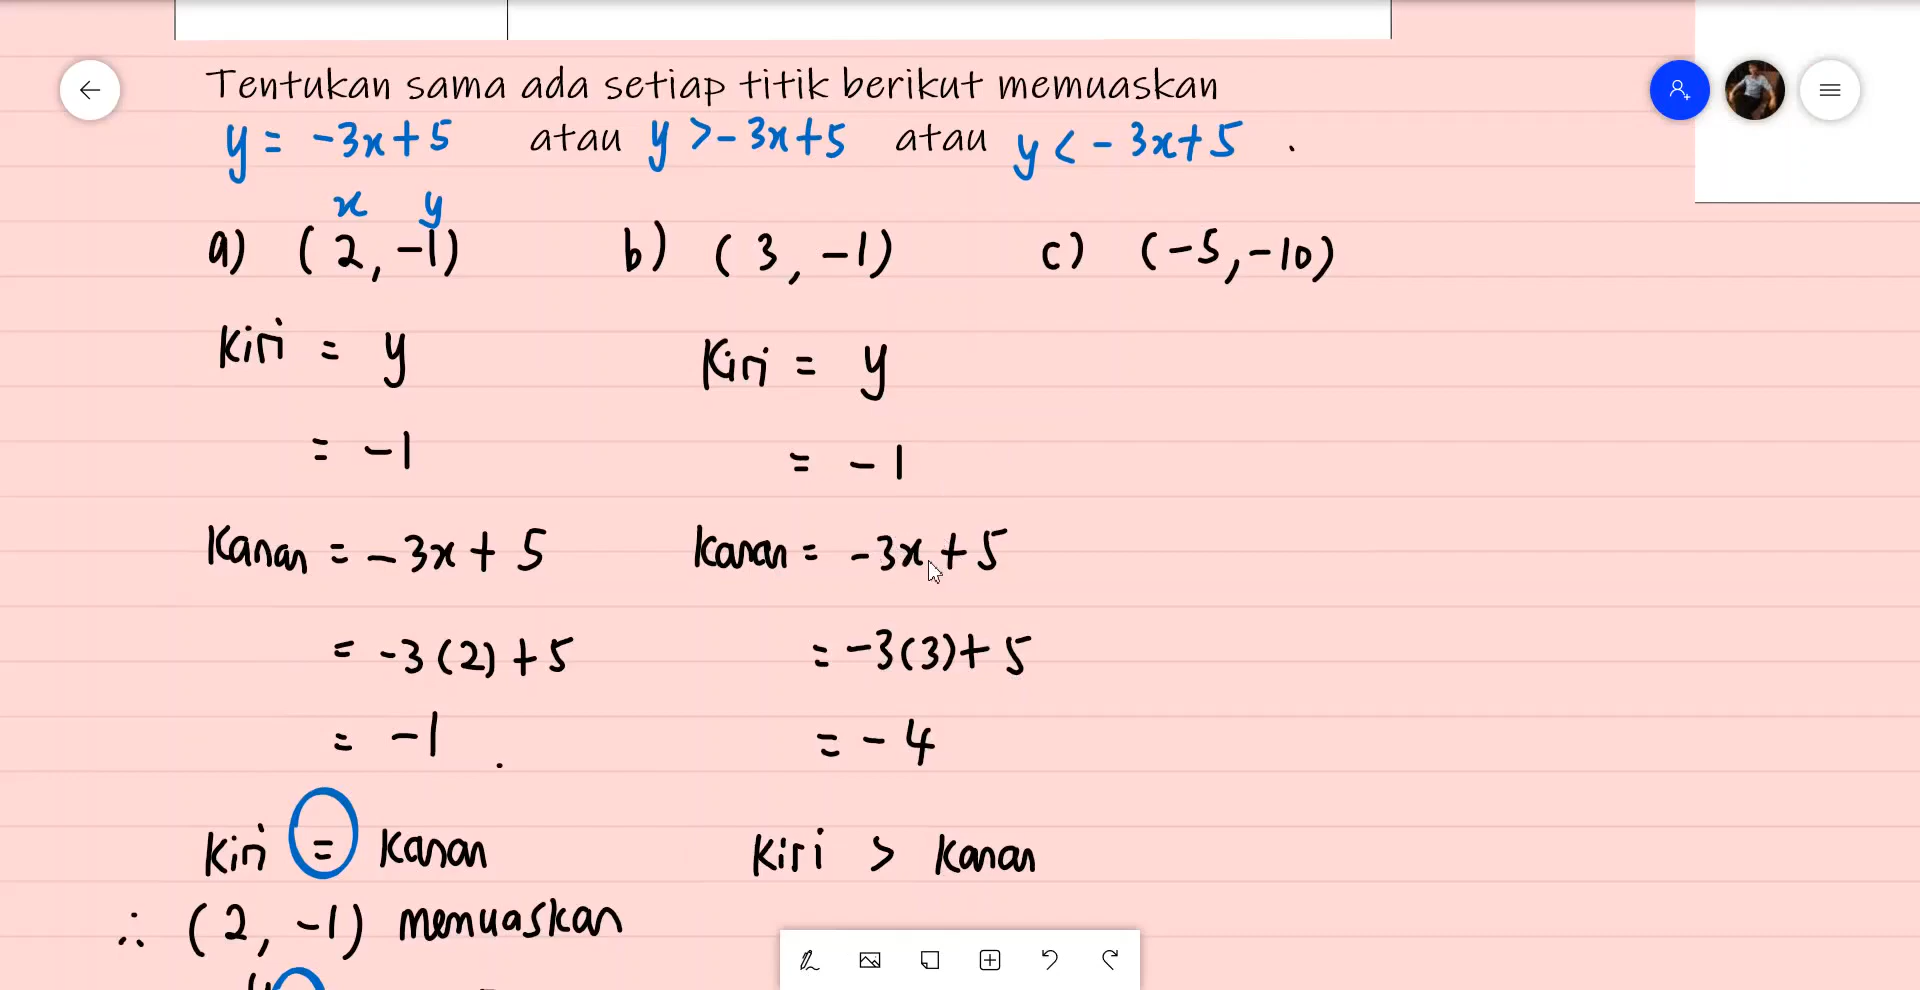 Tentukan sama ada setiap titik berikut memuaskan
y = -3x+5 atau y >-3x+5 atau y < -3x+5 .
x y
a) (2, -1) b) (3, -1) c) (-5, -10)
Kiri = y Kiri = y
= -1 = -1
Kanan = -3x + 5 Kanan = -3x+5
= -3(2)+5 = -3(3)+5
= -1 . = -4
Kiri = Kanan Kiri > Kanan
∴ (2, -1) memuaskan